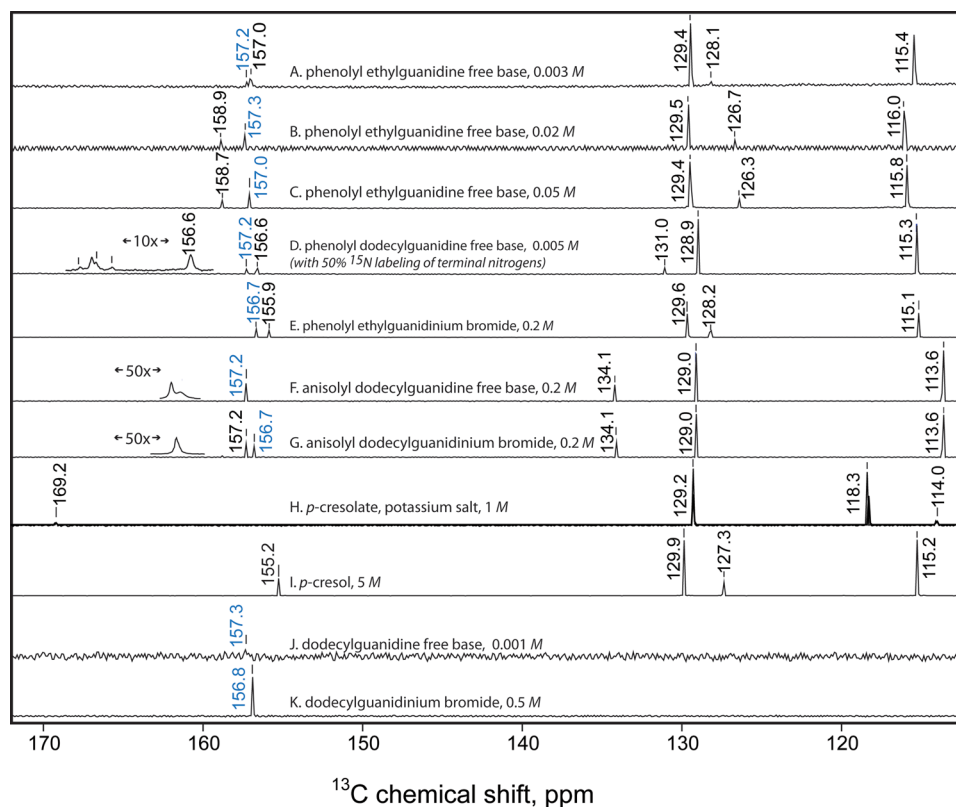 157.2
157.0
129.4
128.1
115.4
A. phenolyl ethylguanidine free base, 0.003 M
158.9
157.3
129.5
126.7
116.0
B. phenolyl ethylguanidine free base, 0.02 M
158.7
157.0
129.4
126.3
115.8
C. phenolyl ethylguanidine free base, 0.05 M
←10x→
156.6
157.2
156.6
131.0
128.9
115.3
D. phenolyl dodecylguanidine free base, 0.005 M
(with 50% 15N labeling of terminal nitrogens)
156.7
155.9
129.6
128.2
115.1
E. phenolyl ethylguanidinium bromide, 0.2 M
←50x→
157.2
134.1
129.0
113.6
F. anisolyl dodecylguanidine free base, 0.2 M
←50x→
157.2
156.7
134.1
129.0
113.6
G. anisolyl dodecylguanidinium bromide, 0.2 M
169.2
129.2
118.3
114.0
H. p-cresolate, potassium salt, 1 M
155.2
129.9
127.3
115.2
I. p-cresol, 5 M
157.3
J. dodecylguanidine free base, 0.001 M
156.8
K. dodecylguanidinium bromide, 0.5 M
170 160 150 140 130 120
13C chemical shift, ppm